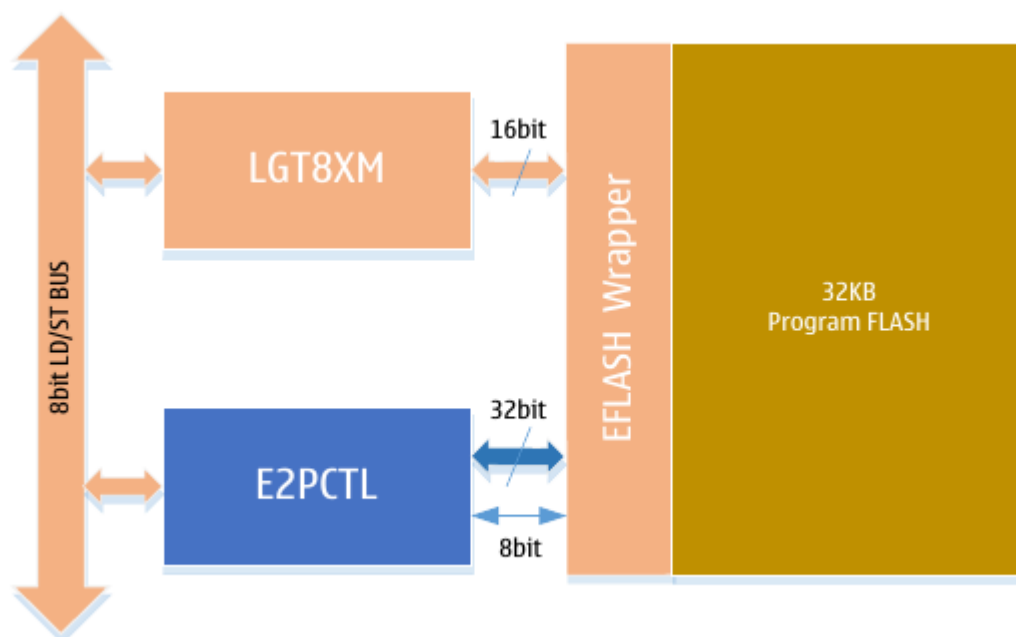 8bit LD/ST BUS
LGT8XM
16bit
EFLASH Wrapper
32KB
Program FLASH
E2PCTL
32bit
8bit